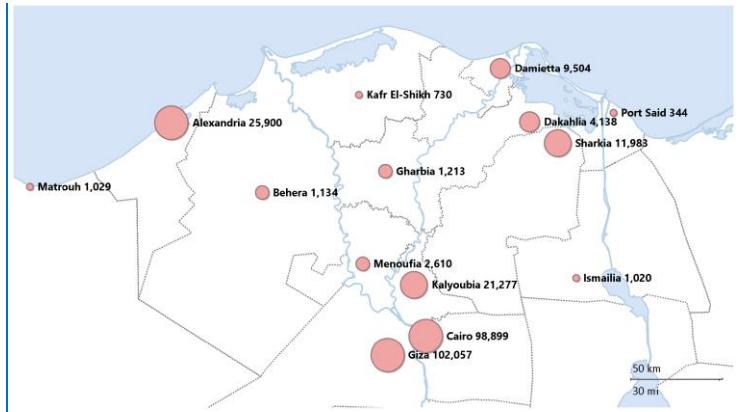 Damietta 9,504
Kafr El-Shikh 730
Port Said 344
Alexandria 25,900
Dakahlia 4,138
Sharkia 11,983
Gharbia 1,213
Matrouh 1,029
Behera 1,134
Menoufia 2,610
Ismailia 1,020
Kalyoubia 21,277
Cairo 98,899
Giza 102,057
50 km
30 mi